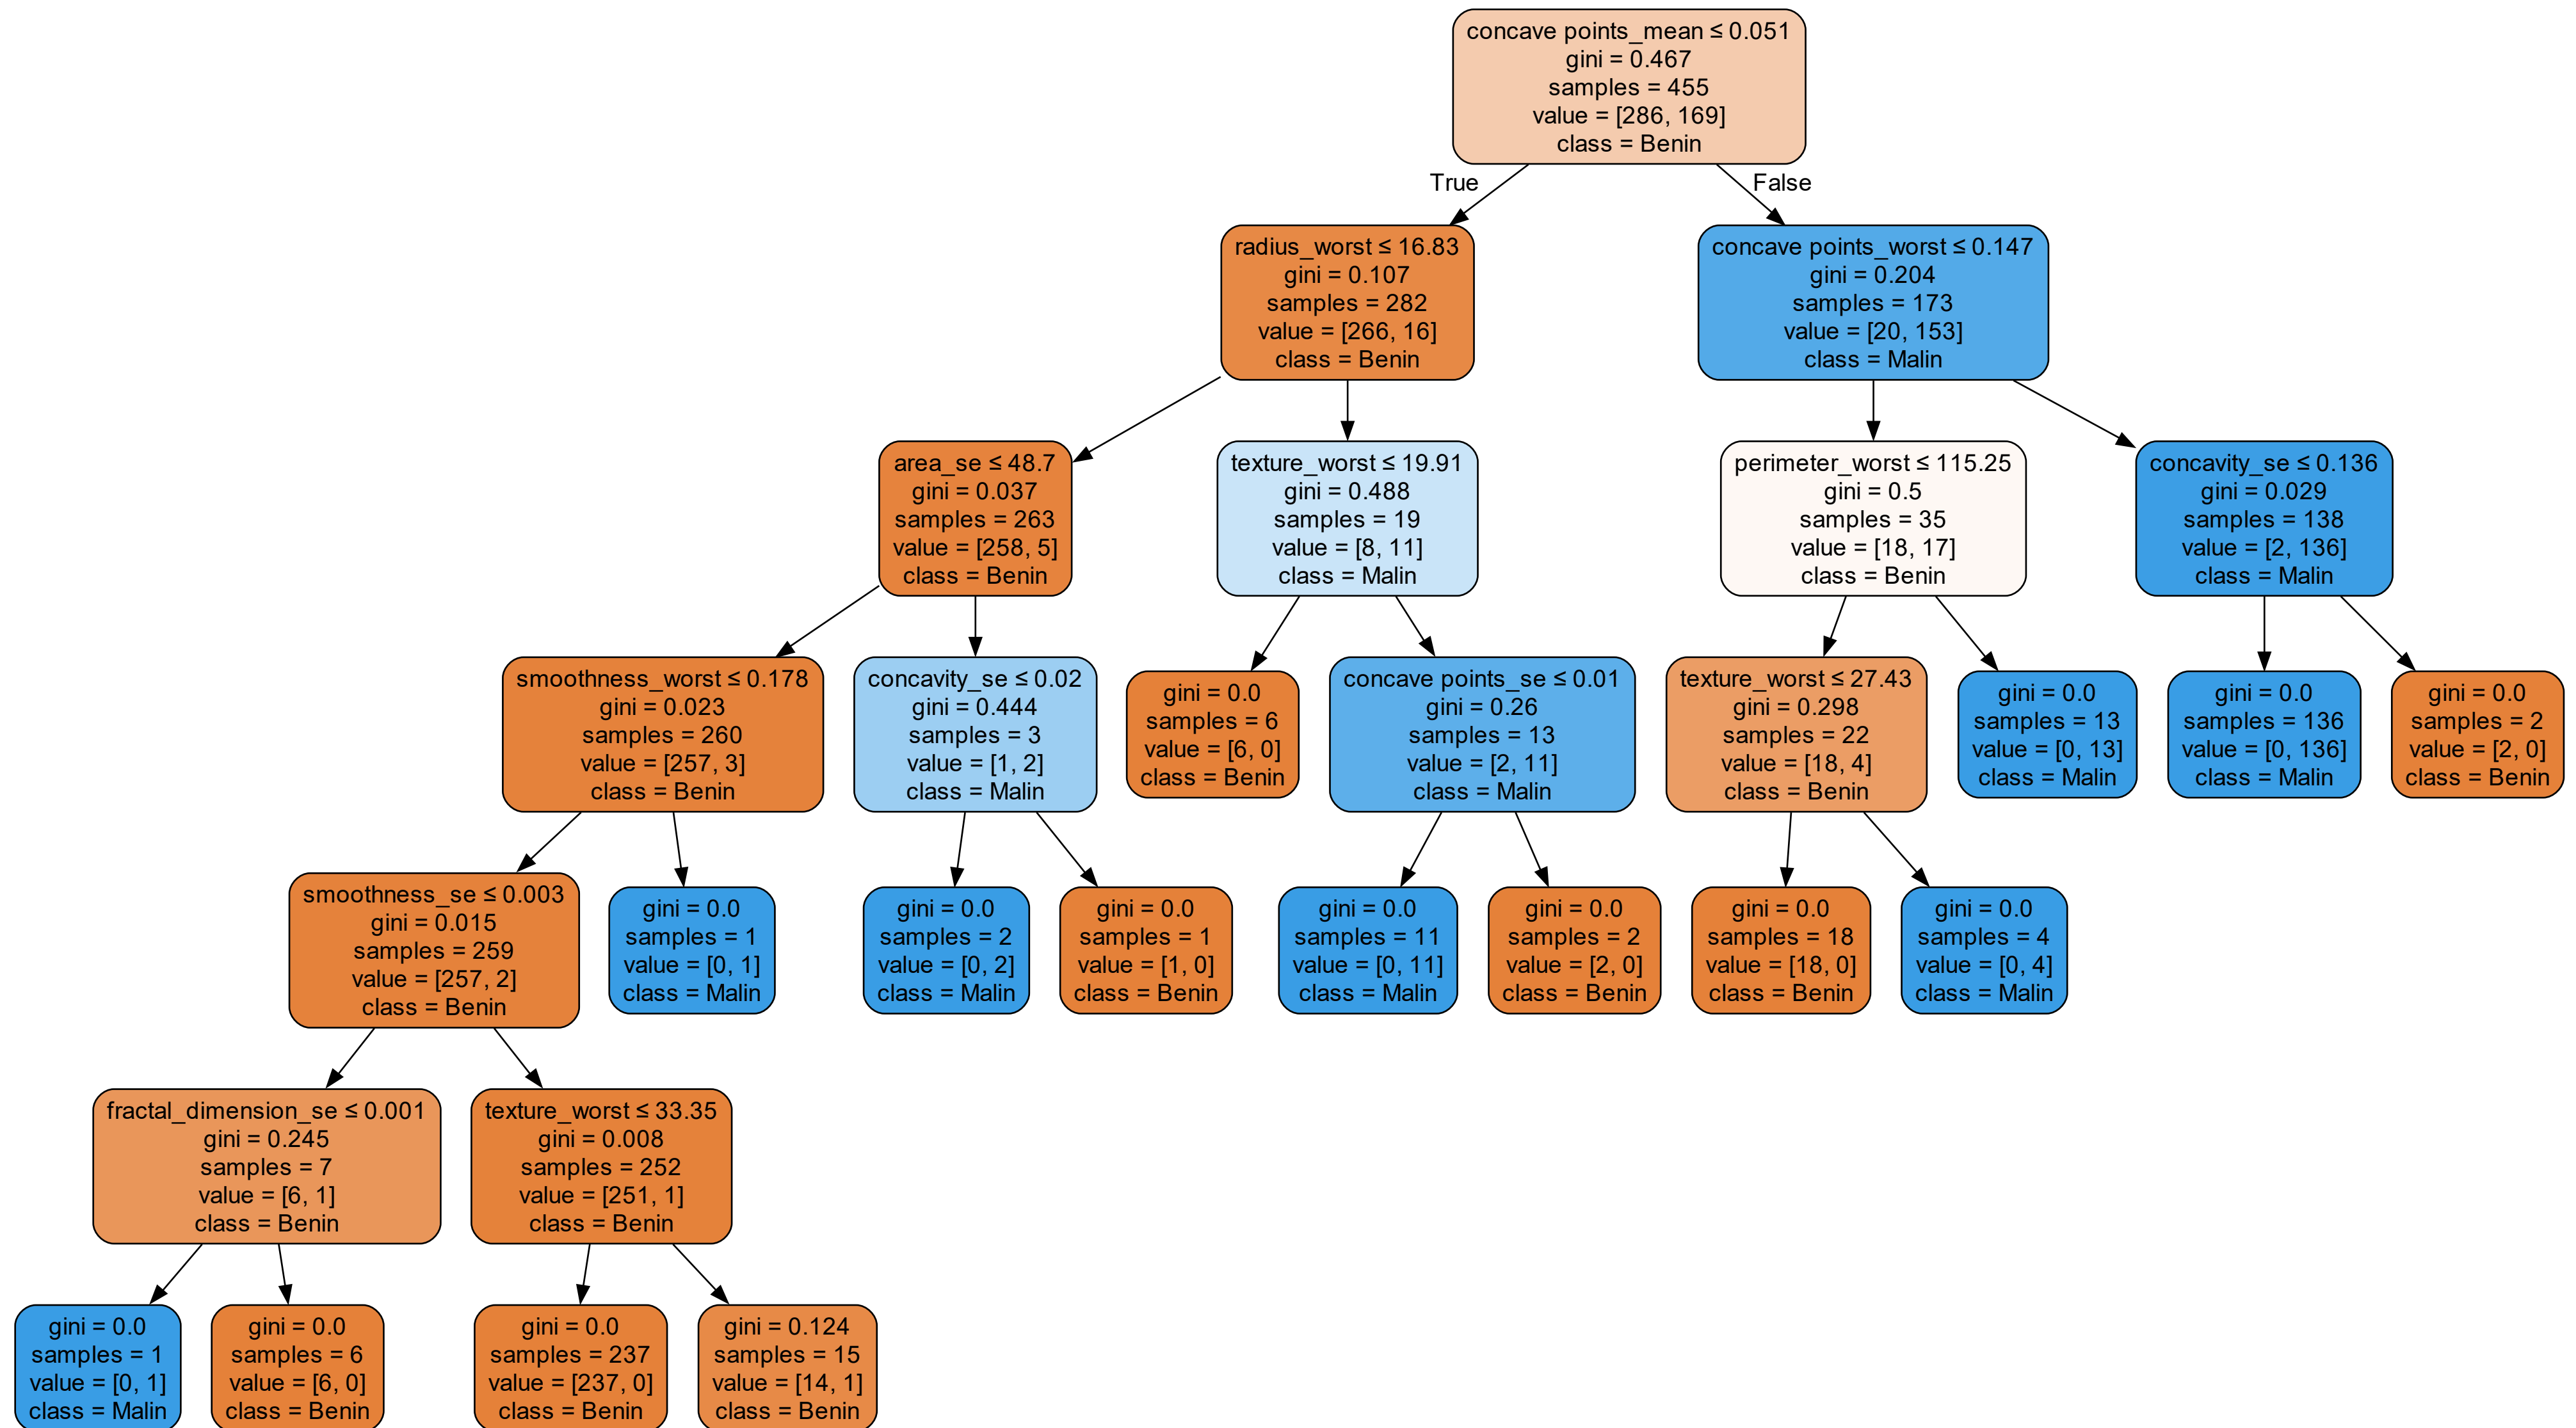 concave points_mean ≤ 0.051
gini = 0.467
samples = 455
value = [286, 169]
class = Benin
True
False
radius_worst ≤ 16.83
gini = 0.107
samples = 282
value = [266, 16]
class = Benin
concave points_worst ≤ 0.147
gini = 0.204
samples = 173
value = [20, 153]
class = Malin
area_se ≤ 48.7
gini = 0.037
samples = 263
value = [258, 5]
class = Benin
texture_worst ≤ 19.91
gini = 0.488
samples = 19
value = [8, 11]
class = Malin
perimeter_worst ≤ 115.25
gini = 0.5
samples = 35
value = [18, 17]
class = Benin
concavity_se ≤ 0.136
gini = 0.029
samples = 138
value = [2, 136]
class = Malin
smoothness_worst ≤ 0.178
gini = 0.023
samples = 260
value = [257, 3]
class = Benin
concavity_se ≤ 0.02
gini = 0.444
samples = 3
value = [1, 2]
class = Malin
gini = 0.0
samples = 6
value = [6, 0]
class = Benin
concave points_se ≤ 0.01
gini = 0.26
samples = 13
value = [2, 11]
class = Malin
texture_worst ≤ 27.43
gini = 0.298
samples = 22
value = [18, 4]
class = Benin
gini = 0.0
samples = 13
value = [0, 13]
class = Malin
gini = 0.0
samples = 136
value = [0, 136]
class = Malin
gini = 0.0
samples = 2
value = [2, 0]
class = Benin
smoothness_se ≤ 0.003
gini = 0.015
samples = 259
value = [257, 2]
class = Benin
gini = 0.0
samples = 1
value = [0, 1]
class = Malin
gini = 0.0
samples = 2
value = [0, 2]
class = Malin
gini = 0.0
samples = 1
value = [1, 0]
class = Benin
gini = 0.0
samples = 11
value = [0, 11]
class = Malin
gini = 0.0
samples = 2
value = [2, 0]
class = Benin
gini = 0.0
samples = 18
value = [18, 0]
class = Benin
gini = 0.0
samples = 4
value = [0, 4]
class = Malin
fractal_dimension_se ≤ 0.001
gini = 0.245
samples = 7
value = [6, 1]
class = Benin
texture_worst ≤ 33.35
gini = 0.008
samples = 252
value = [251, 1]
class = Benin
gini = 0.0
samples = 1
value = [0, 1]
class = Malin
gini = 0.0
samples = 6
value = [6, 0]
class = Benin
gini = 0.0
samples = 237
value = [237, 0]
class = Benin
gini = 0.124
samples = 15
value = [14, 1]
class = Benin